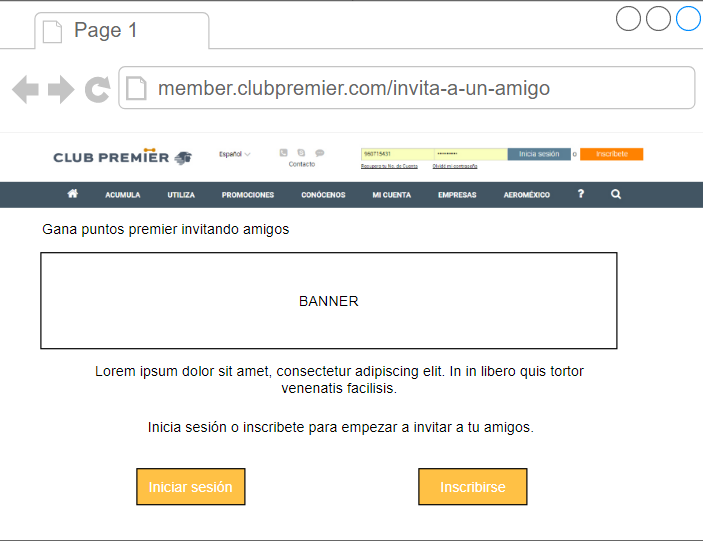 Page 1
member.clubpremier.com/invita-a-un-amigo
CLUB PREMIER
Español
Contacto
980715431
Inicia sesión
o
Inscríbete
Recupera tu No. de Cuenta
Olvidé mi contraseña
ACUMULA UTILIZA PROMOCIONES CONÓCENOS MI CUENTA EMPRESAS AEROMÉXICO ?
Gana puntos premier invitando amigos
BANNER
Lorem ipsum dolor sit amet, consectetur adipiscing elit. In in libero quis tortor
venenatis facilisis.
Inicia sesión o inscribete para empezar a invitar a tu amigos.
Iniciar sesión
Inscribirse